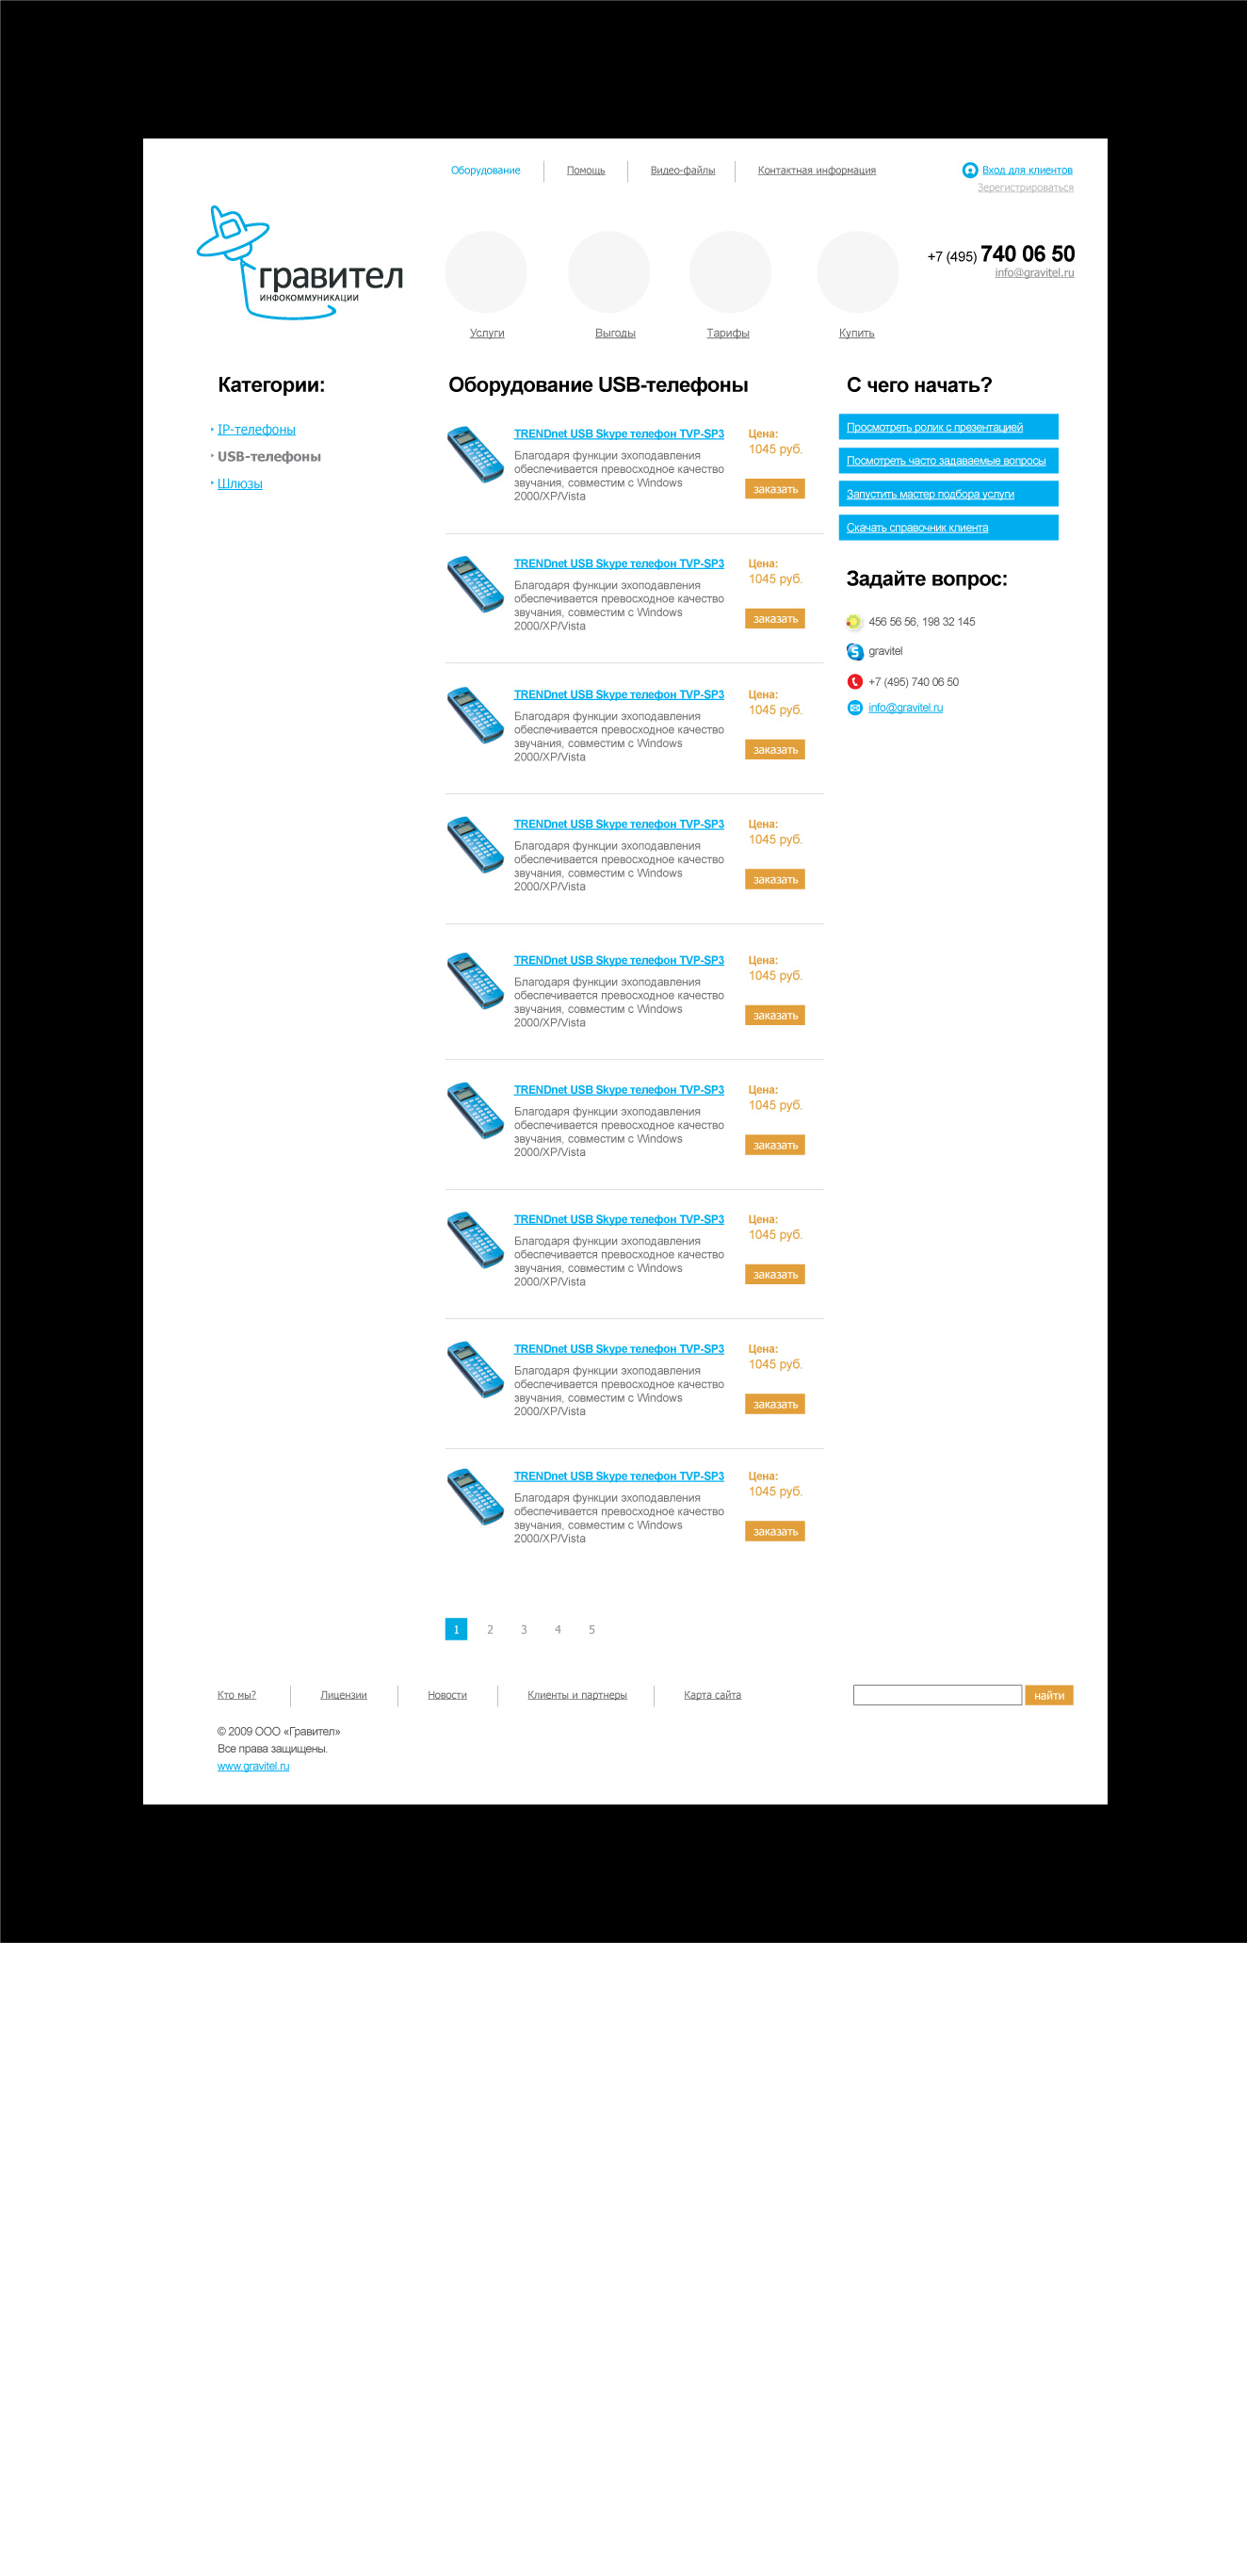 Оборудование
Помощь
Видео-файлы
Контактная информация
Вход для клиентов
Зерегистрироваться
гравител
ИНФОКОММУНИКАЦИИ
+7 (495) 740 06 50
info@gravitel.ru
Услуги
Выгоды
Тарифы
Купить
Категории:
IP-телефоны
USB-телефоны
Шлюзы
Оборудование USB-телефоны
TRENDnet USB Skype телефон TVP-SP3
Благодаря функции эхоподавления
обеспечивается превосходное качество
звучания, совместим с Windows
2000/XP/Vista
Цена:
1045 руб.
заказать
TRENDnet USB Skype телефон TVP-SP3
Благодаря функции эхоподавления
обеспечивается превосходное качество
звучания, совместим с Windows
2000/XP/Vista
Цена:
1045 руб.
заказать
TRENDnet USB Skype телефон TVP-SP3
Благодаря функции эхоподавления
обеспечивается превосходное качество
звучания, совместим с Windows
2000/XP/Vista
Цена:
1045 руб.
заказать
TRENDnet USB Skype телефон TVP-SP3
Благодаря функции эхоподавления
обеспечивается превосходное качество
звучания, совместим с Windows
2000/XP/Vista
Цена:
1045 руб.
заказать
TRENDnet USB Skype телефон TVP-SP3
Благодаря функции эхоподавления
обеспечивается превосходное качество
звучания, совместим с Windows
2000/XP/Vista
Цена:
1045 руб.
заказать
TRENDnet USB Skype телефон TVP-SP3
Благодаря функции эхоподавления
обеспечивается превосходное качество
звучания, совместим с Windows
2000/XP/Vista
Цена:
1045 руб.
заказать
TRENDnet USB Skype телефон TVP-SP3
Благодаря функции эхоподавления
обеспечивается превосходное качество
звучания, совместим с Windows
2000/XP/Vista
Цена:
1045 руб.
заказать
TRENDnet USB Skype телефон TVP-SP3
Благодаря функции эхоподавления
обеспечивается превосходное качество
звучания, совместим с Windows
2000/XP/Vista
Цена:
1045 руб.
заказать
TRENDnet USB Skype телефон TVP-SP3
Благодаря функции эхоподавления
обеспечивается превосходное качество
звучания, совместим с Windows
2000/XP/Vista
Цена:
1045 руб.
заказать
1 2 3 4 5
С чего начать?
Просмотреть ролик с презентацией
Посмотреть часто задаваемые вопросы
Запустить мастер подбора услуги
Скачать справочник клиента
Задайте вопрос:
456 56 56, 198 32 145
gravitel
+7 (495) 740 06 50
info@gravitel.ru
Кто мы?
Лицензии
Новости
Клиенты и партнеры
Карта сайта
найти
© 2009 ООО «Гравител»
Все права защищены.
www.gravitel.ru